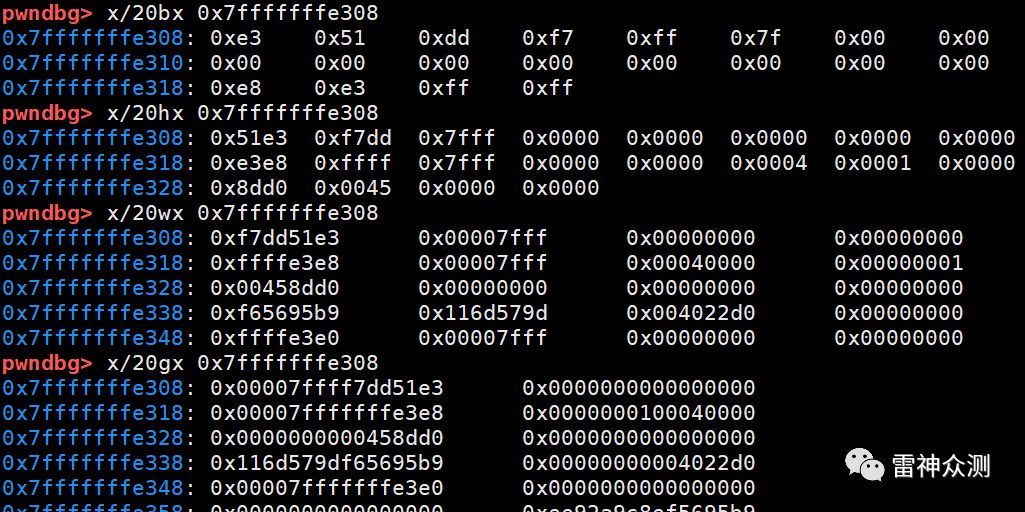 pwndbg> x/20bx 0x7fffffffe308
0x7fffffffe308: 0xe3 0x51 0xdd 0xf7 0xff 0x7f 0x00 0x00
0x7fffffffe310: 0x00 0x00 0x00 0x00 0x00 0x00 0x00 0x00
0x7fffffffe318: 0xe8 0xe3 0xff 0xff
pwndbg> x/20hx 0x7fffffffe308
0x7fffffffe308: 0x51e3 0xf7dd 0x7fff 0x0000 0x0000 0x0000 0x0000 0x0000
0x7fffffffe318: 0xe3e8 0xffff 0x7fff 0x0000 0x0000 0x0004 0x0001 0x0000
0x7fffffffe328: 0x8dd0 0x0045 0x0000 0x0000
pwndbg> x/20wx 0x7fffffffe308
0x7fffffffe308: 0xf7dd51e3 0x00007fff 0x00000000 0x00000000
0x7fffffffe318: 0xffffe3e8 0x00007fff 0x00040000 0x00000001
0x7fffffffe328: 0x00458dd0 0x00000000 0x00000000 0x00000000
0x7fffffffe338: 0xf65695b9 0x116d579d 0x004022d0 0x00000000
0x7fffffffe348: 0xffffe3e0 0x00007fff 0x00000000 0x00000000
pwndbg> x/20gx 0x7fffffffe308
0x7fffffffe308: 0x00007ffff7dd51e3 0x0000000000000000
0x7fffffffe318: 0x00007fffffffe3e8 0x0000000100040000
0x7fffffffe328: 0x0000000000458dd0 0x0000000000000000
0x7fffffffe338: 0x116d579df65695b9 0x00000000004022d0
0x7fffffffe348: 0x00007fffffffe3e0 0x0000000000000000
0x7fffffffe358: 0x0000000000000000
雷神众测